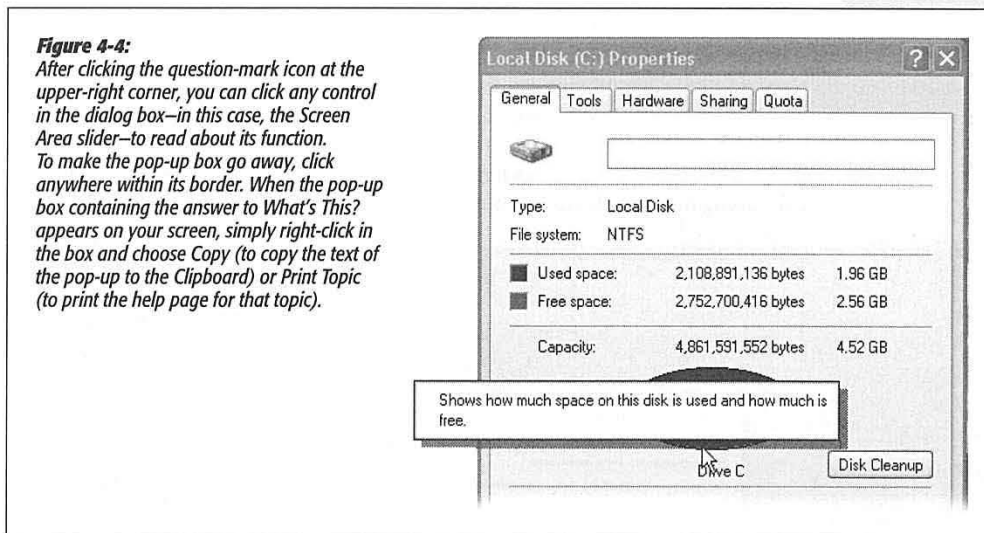 Figure 4-4:
After clicking the question-mark icon at the
upper-right corner, you can click any control
in the dialog box—in this case, the Screen
Area slider—to read about its function.
To make the pop-up box go away, click
anywhere within its border. When the pop-up
box containing the answer to What's This?
appears on your screen, simply right-click in
the box and choose Copy (to copy the text of
the pop-up to the Clipboard) or Print Topic
(to print the help page for that topic).
Local Disk (C:) Properties
General Tools Hardware Sharing Quota
Type: Local Disk
File system: NTFS
Used space: 2,108,891,136 bytes 1.96 GB
Free space: 2,752,700,416 bytes 2.56 GB
Capacity: 4,861,591,552 bytes 4.52 GB
Shows how much space on this disk is used and how much is
free.
Drive C
Disk Cleanup